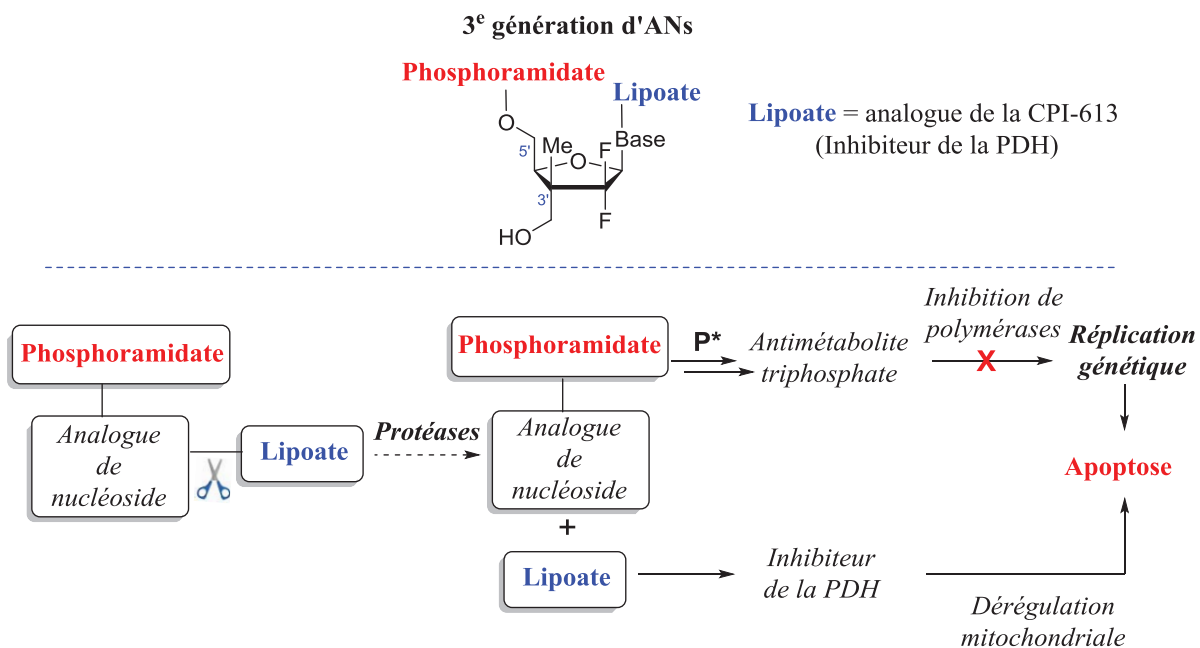 3e génération d'ANs
Phosphoramidate
Lipoate
O
Base
5'
Me
F
O
3'
F
HO
Lipoate = analogue de la CPI-613
(Inhibiteur de la PDH)
Phosphoramidate
Analogue
de
nucléoside
Lipoate
Protéases
Phosphoramidate
Analogue
de
nucléoside
+
Lipoate
P*
Antimétabolite
triphosphate
Inhibition de
polymérases
X
Réplication
génétique
Apoptose
Inhibiteur
de la PDH
Dérégulation
mitochondriale